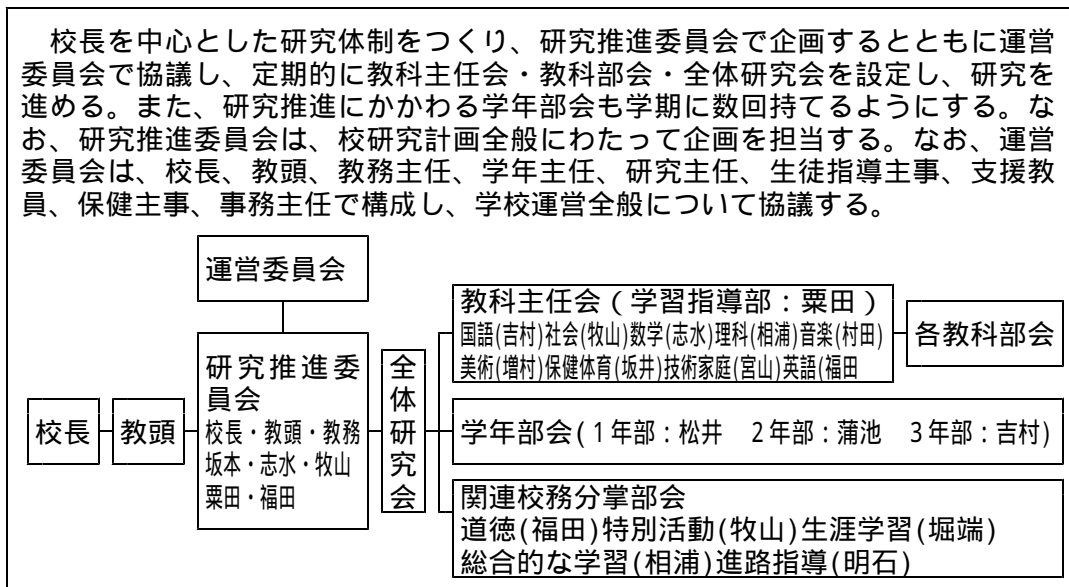 校長を中心とした研究体制をつくり、研究推進委員会で企画するとともに運営
委員会で協議し、定期的に教科主任会・教科部会・全体研究会を設定し、研究を
進める。また、研究推進にかかわる学年部会も学期に数回持てるようにする。な
お、研究推進委員会は、校研究計画全般にわたって企画を担当する。なお、運営
委員会は、校長、教頭、教務主任、学年主任、研究主任、生徒指導主事、支援教
員、保健主事、事務主任で構成し、学校運営全般について協議する。
運営委員会
校長
教頭
研究推進委
員会
校長・教頭・教務
坂本・志水・牧山
粟田・福田
全体研究会
教科主任会(学習指導部:粟田)
国語(吉村)社会(牧山)数学(志水)理科(相浦)音楽(村田)
美術(増村)保健体育(坂井)技術家庭(宮山)英語(福田
各教科部会
学年部会(1年部:松井 2年部:蒲池 3年部:吉村)
関連校務分掌部会
道徳(福田)特別活動(牧山)生涯学習(堀端)
総合的な学習(相浦)進路指導(明石)